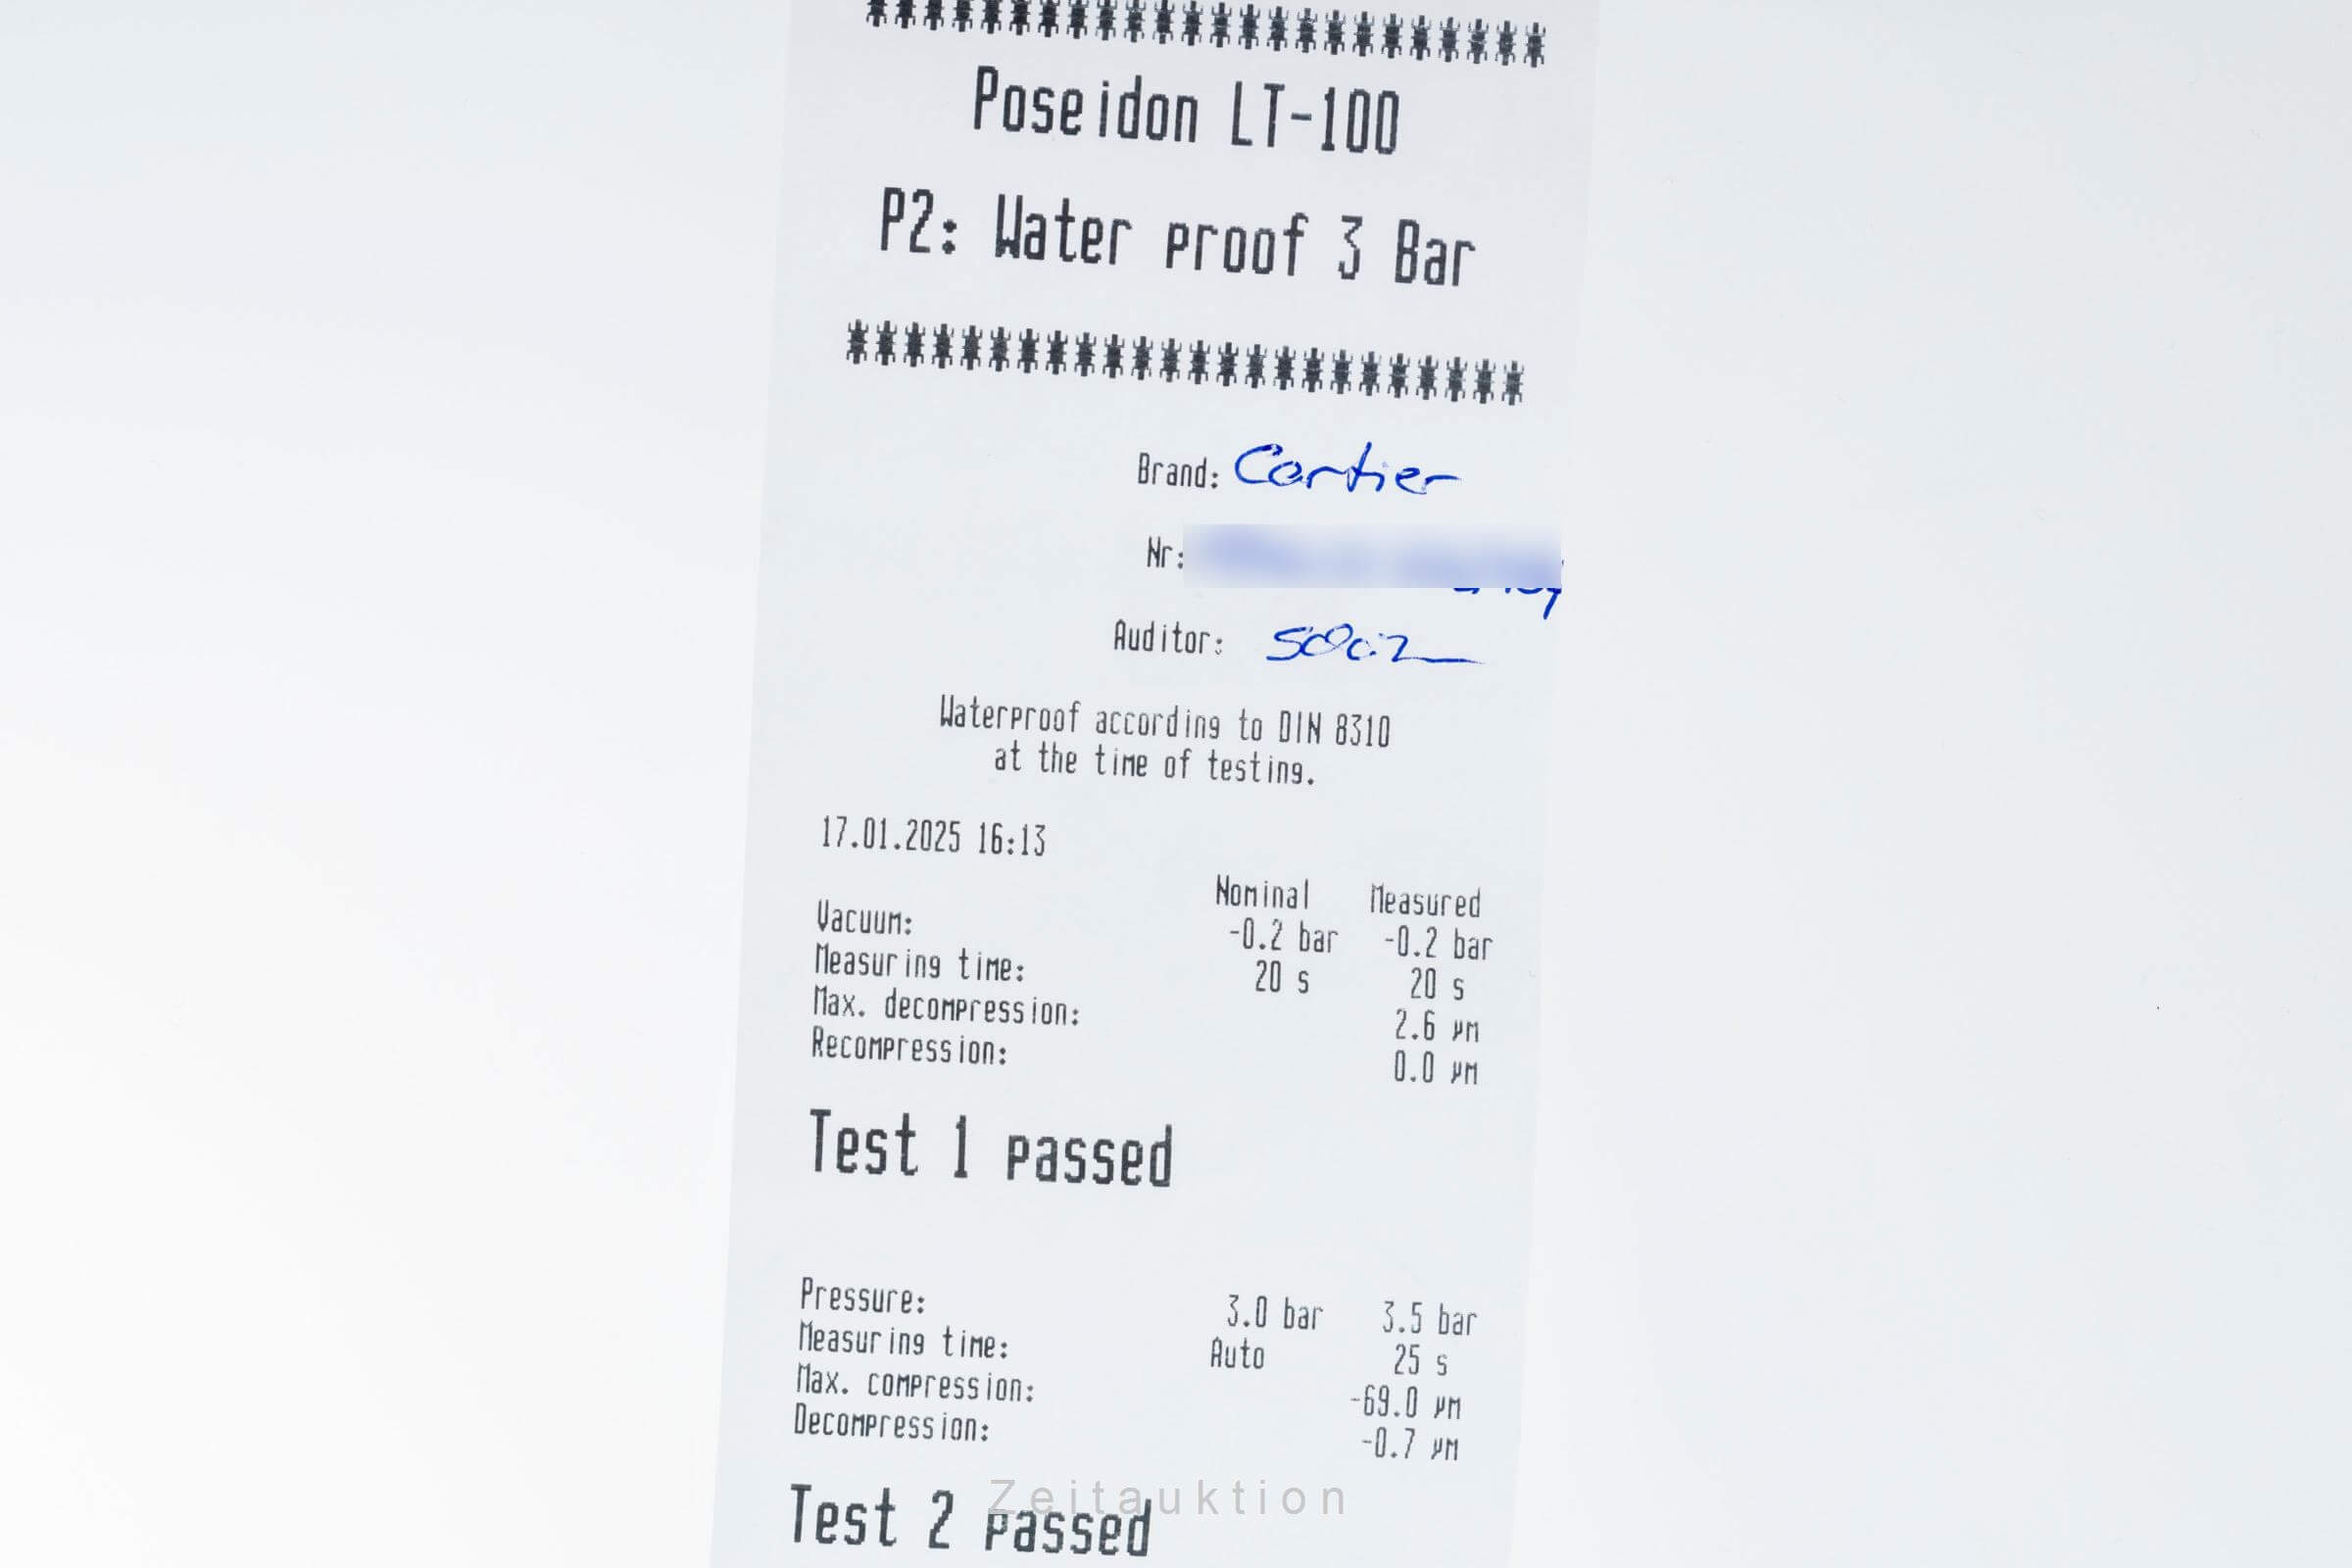 ************************
Poseidon LT-100
P2: Water proof 3 Bar
************************
Brand: Cartier
Nr:
Auditor:
Waterproof according to DIN 8310
at the time of testing.
17.01.2025 16:13
Nominal Measured
Vacuum: -0.2 bar -0.2 bar
Measuring time: 20 s 20 s
Max. decompression: 2.6 µm
Recompression: 0.0 µm
Test 1 passed
Pressure: 3.0 bar 3.5 bar
Measuring time: Auto 25 s
Max. compression: -69.0 µm
Decompression: -0.7 µm
Test 2 passed
Zeitauktion